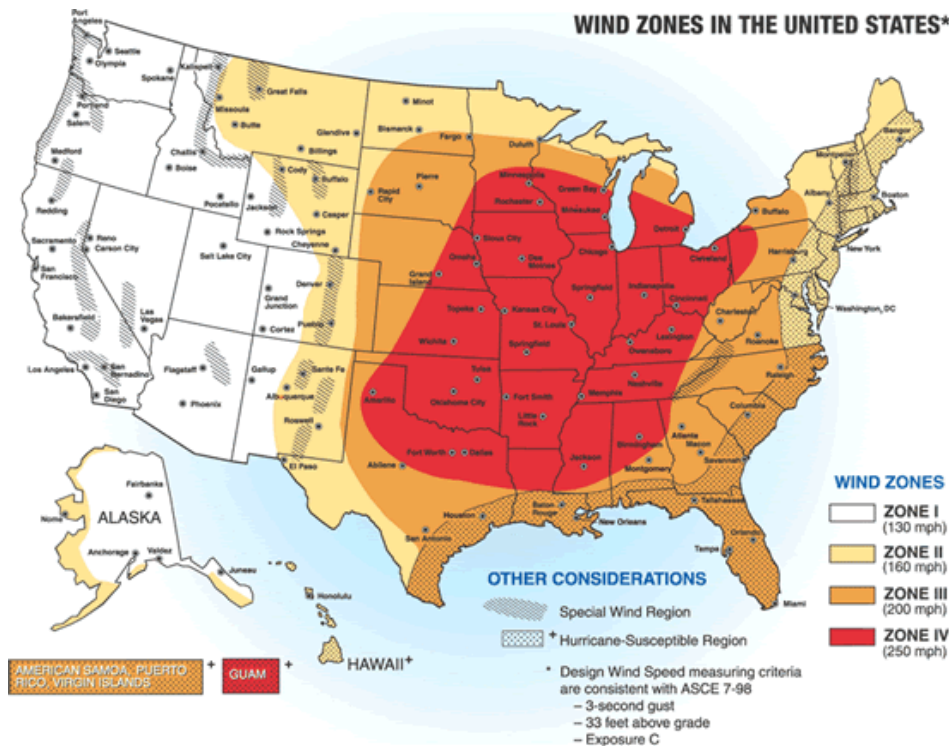 WIND ZONES IN THE UNITED STATES*
Port
Angeles
Seattle
Olympia
Spokane
Kalispell
Great Falls
Portland
Salem
Missoula
Butte
Glendive
Billings
Minot
Bismarck
Fargo
Duluth
Medford
Challis
Boise
Cody
Buffalo
Pierre
Rapid
City
Minneapolis
Rochester
Green Bay
Milwaukee
Montpelier
Bangor
Albany
Boston
Buffalo
Detroit
Redding
Pocatello
Jackson
Casper
Rock Springs
Cheyenne
Sioux City
Omaha
Des
Moines
Chicago
Cleveland
Harrisburg
New York
Sacramento
Reno
Carson City
San
Francisco
Salt Lake City
Grand
Junction
Denver
Grand
Island
Springfield
Indianapolis
Cincinnati
Washington, DC
Bakersfield
Las
Vegas
Cortez
Pueblo
Topeka
Kansas City
St. Louis
Charleston
Lexington
Roanoke
Owensboro
Wichita
Springfield
Los Angeles
San
Bernadino
San
Diego
Flagstaff
Gallup
Santa Fe
Albuquerque
Phoenix
Roswell
El Paso
Amarillo
Tulsa
Oklahoma City
Fort Smith
Little
Rock
Memphis
Nashville
Raleigh
Columbia
Atlanta
Macon
Savannah
Birmingham
Montgomery
Jackson
Fort Worth
Dallas
Abilene
San Antonio
Houston
Baton
Rouge
New Orleans
Tallahassee
Orlando
Tampa
Miami
Fairbanks
Nome
ALASKA
Anchorage
Valdez
Juneau
Honolulu
HAWAII+
AMERICAN SAMOA, PUERTO
RICO, VIRGIN ISLANDS
+
GUAM
+
OTHER CONSIDERATIONS
Special Wind Region
+ Hurricane-Susceptible Region
* Design Wind Speed measuring criteria
are consistent with ASCE 7-98
– 3-second gust
– 33 feet above grade
– Exposure C
WIND ZONES
ZONE I
(130 mph)
ZONE II
(160 mph)
ZONE III
(200 mph)
ZONE IV
(250 mph)